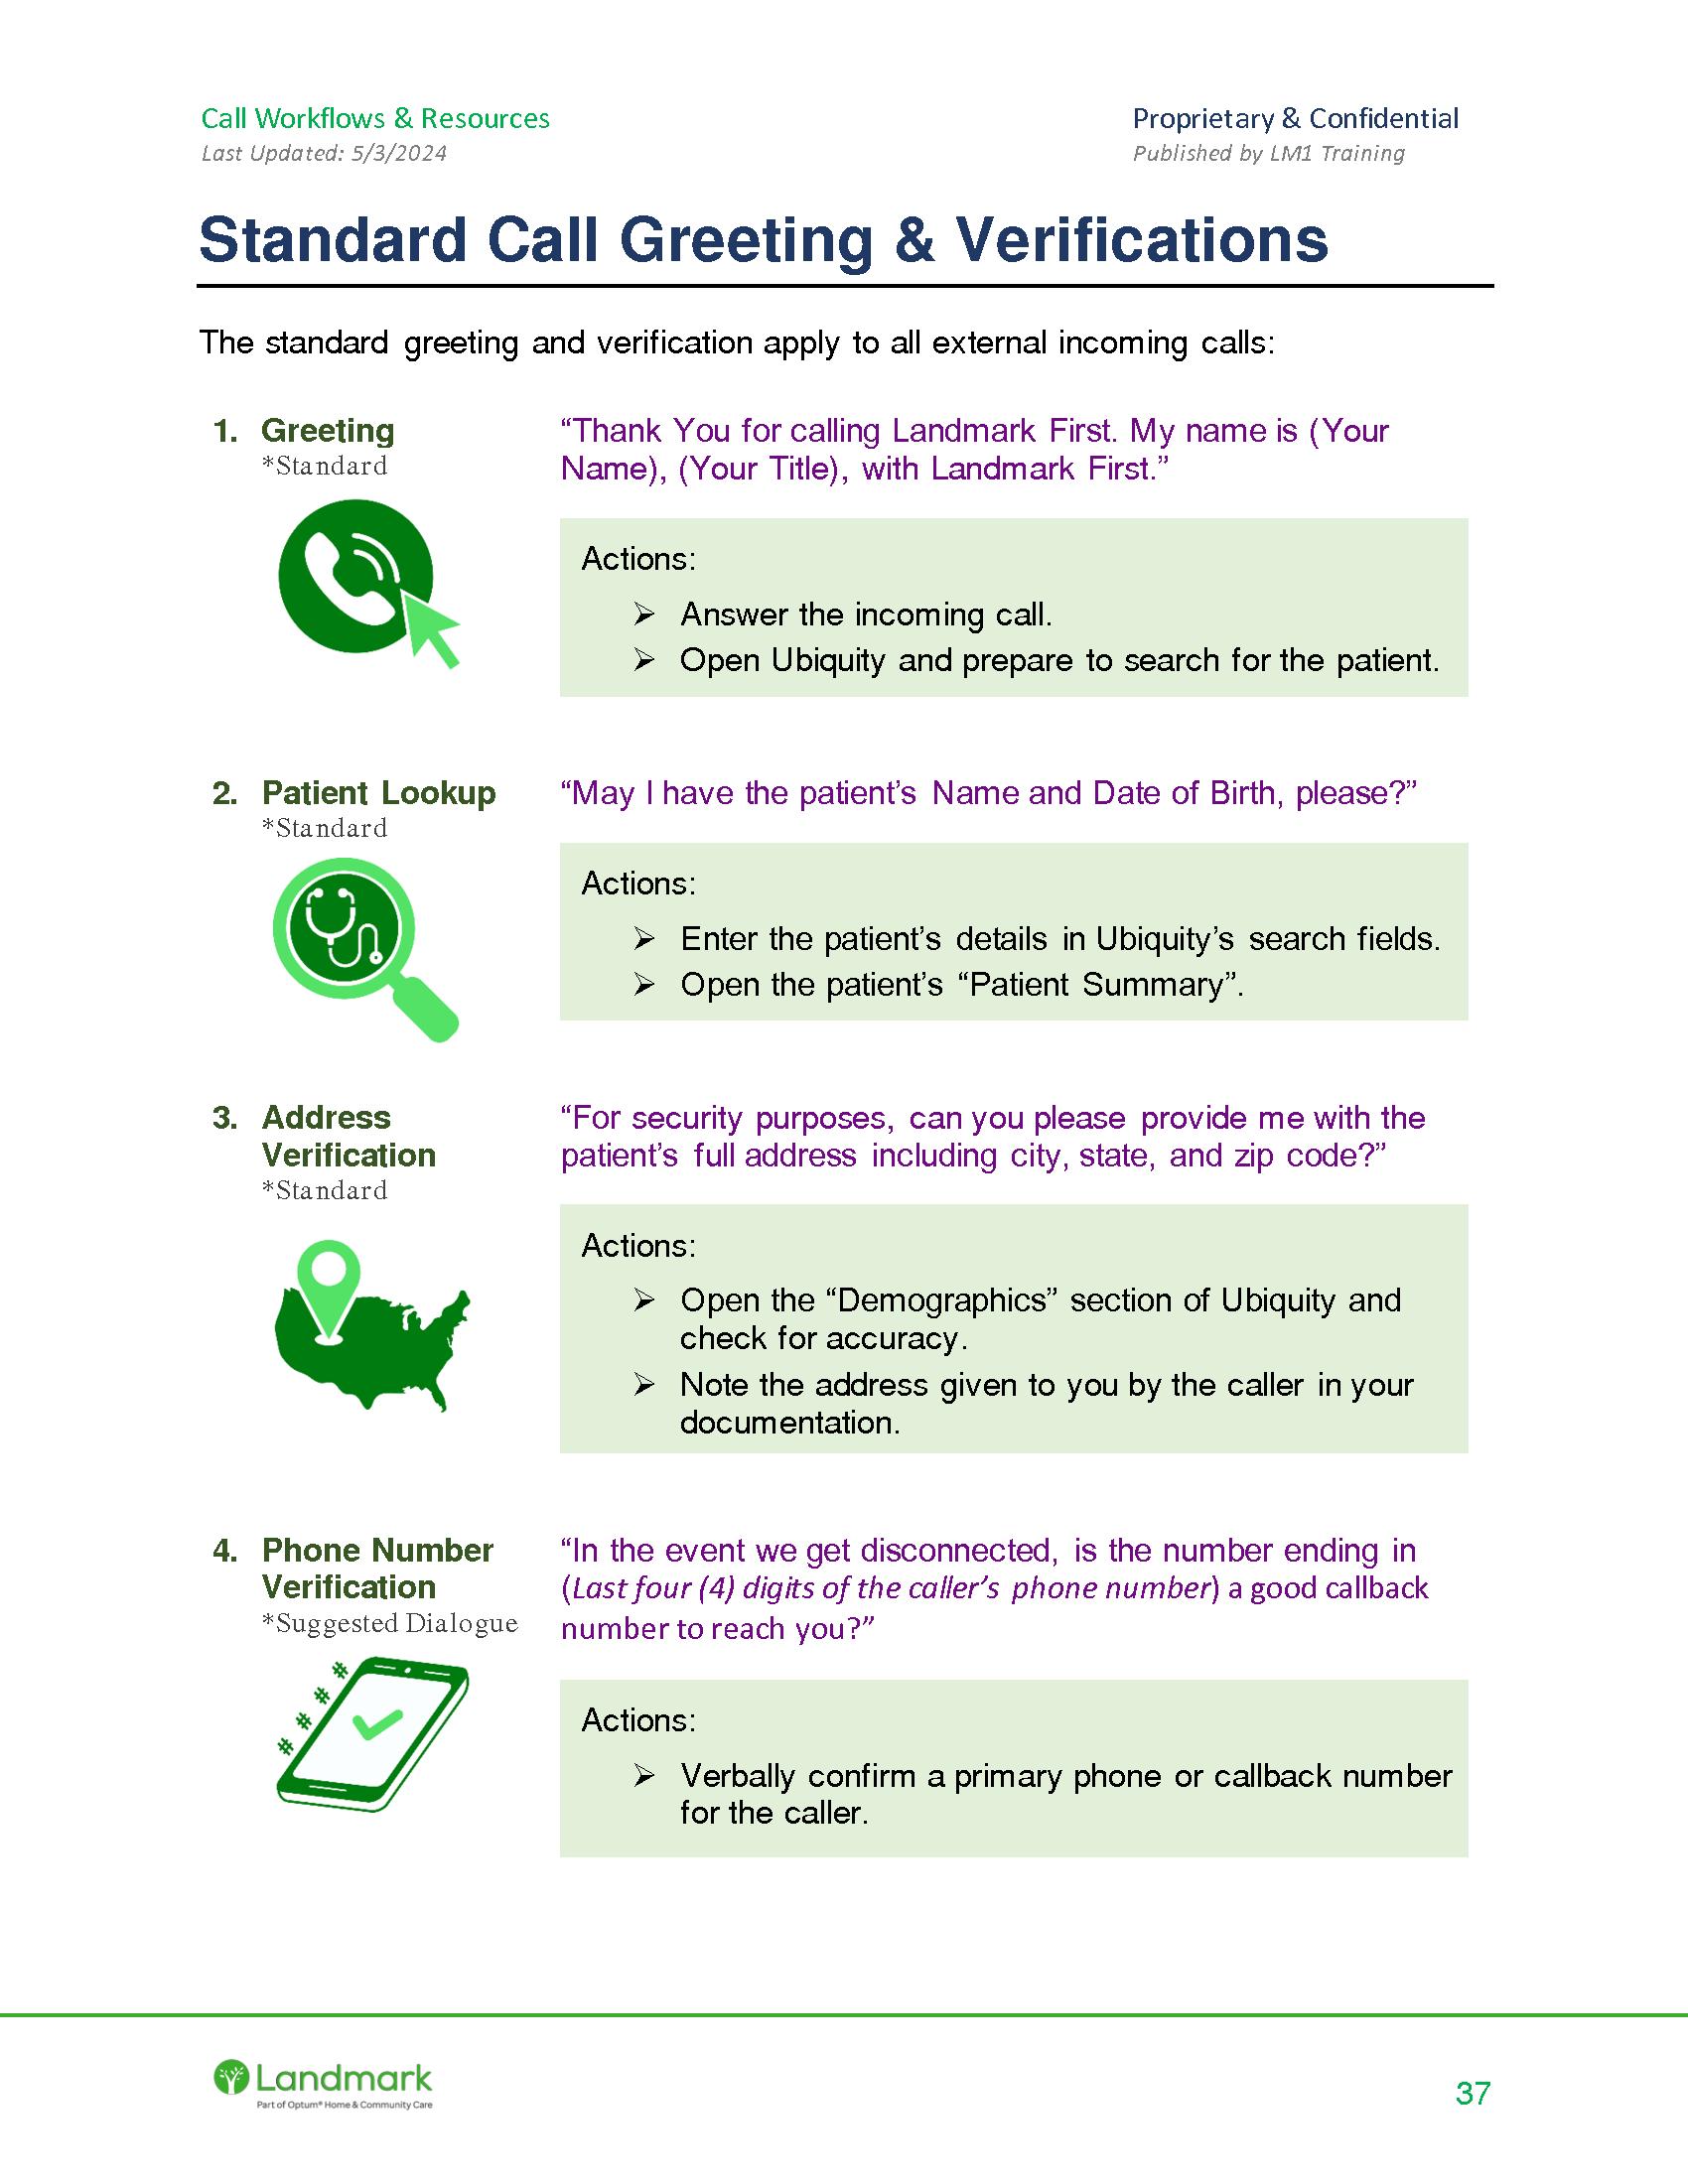 Call Workflows & Resources
Proprietary & Confidential
Last Updated: 5/3/2024
Published by LM1 Training
Standard Call Greeting & Verifications
The standard greeting and verification apply to all external incoming calls:
1. Greeting
*Standard
“Thank You for calling Landmark First. My name is (Your
Name), (Your Title), with Landmark First.”
Actions:
➢ Answer the incoming call.
➢ Open Ubiquity and prepare to search for the patient.
2. Patient Lookup
*Standard
“May I have the patient’s Name and Date of Birth, please?”
Actions:
➢ Enter the patient’s details in Ubiquity’s search fields.
➢ Open the patient’s “Patient Summary”.
3. Address
Verification
*Standard
“For security purposes, can you please provide me with the
patient’s full address including city, state, and zip code?”
Actions:
➢ Open the “Demographics” section of Ubiquity and
check for accuracy.
➢ Note the address given to you by the caller in your
documentation.
4. Phone Number
Verification
*Suggested Dialogue
“In the event we get disconnected, is the number ending in
(Last four (4) digits of the caller’s phone number) a good callback
number to reach you?”
# # # #
Actions:
➢ Verbally confirm a primary phone or callback number
for the caller.
Landmark
Part of Optum® Home & Community Care
37